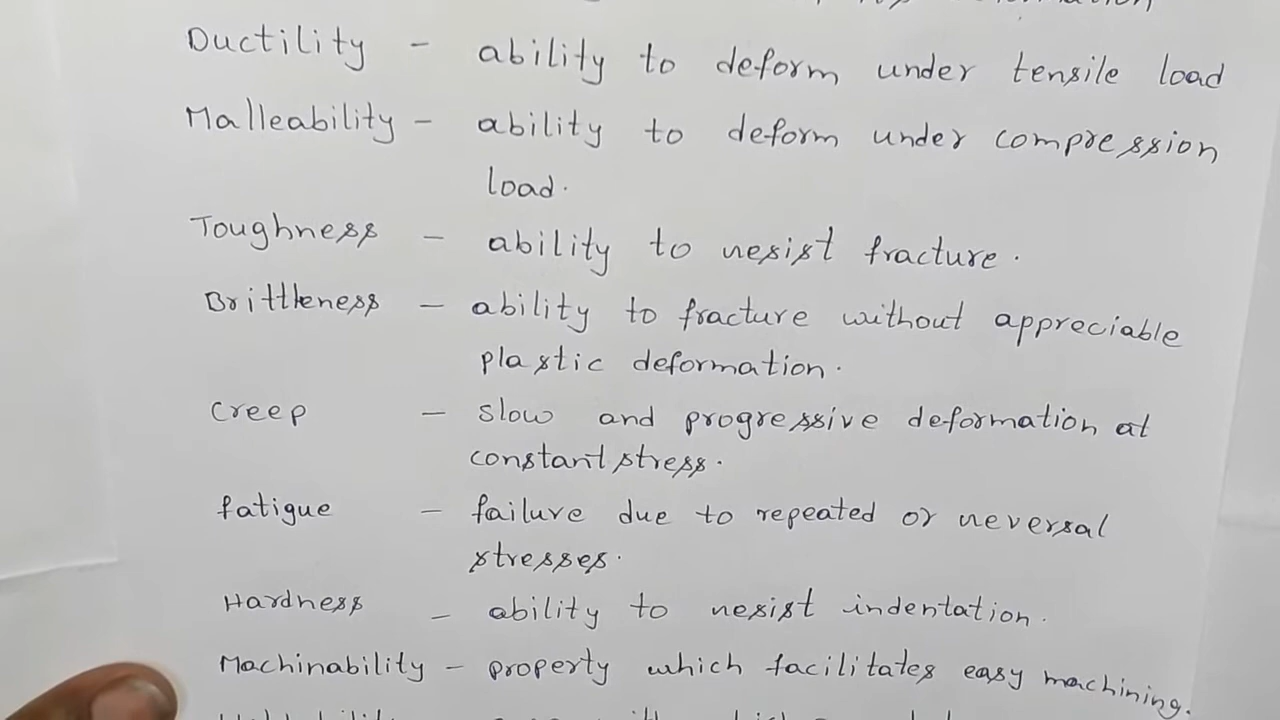 Ductility - ability to deform under tensile load
Malleability - ability to deform under compression
load.
Toughness - ability to resist fracture.
Brittleness - ability to fracture without appreciable
plastic deformation.
Creep - slow and progressive deformation at
constant stress.
fatigue - failure due to repeated or reversal
stresses.
Hardness - ability to resist indentation.
Machinability - property which facilitates easy machining.